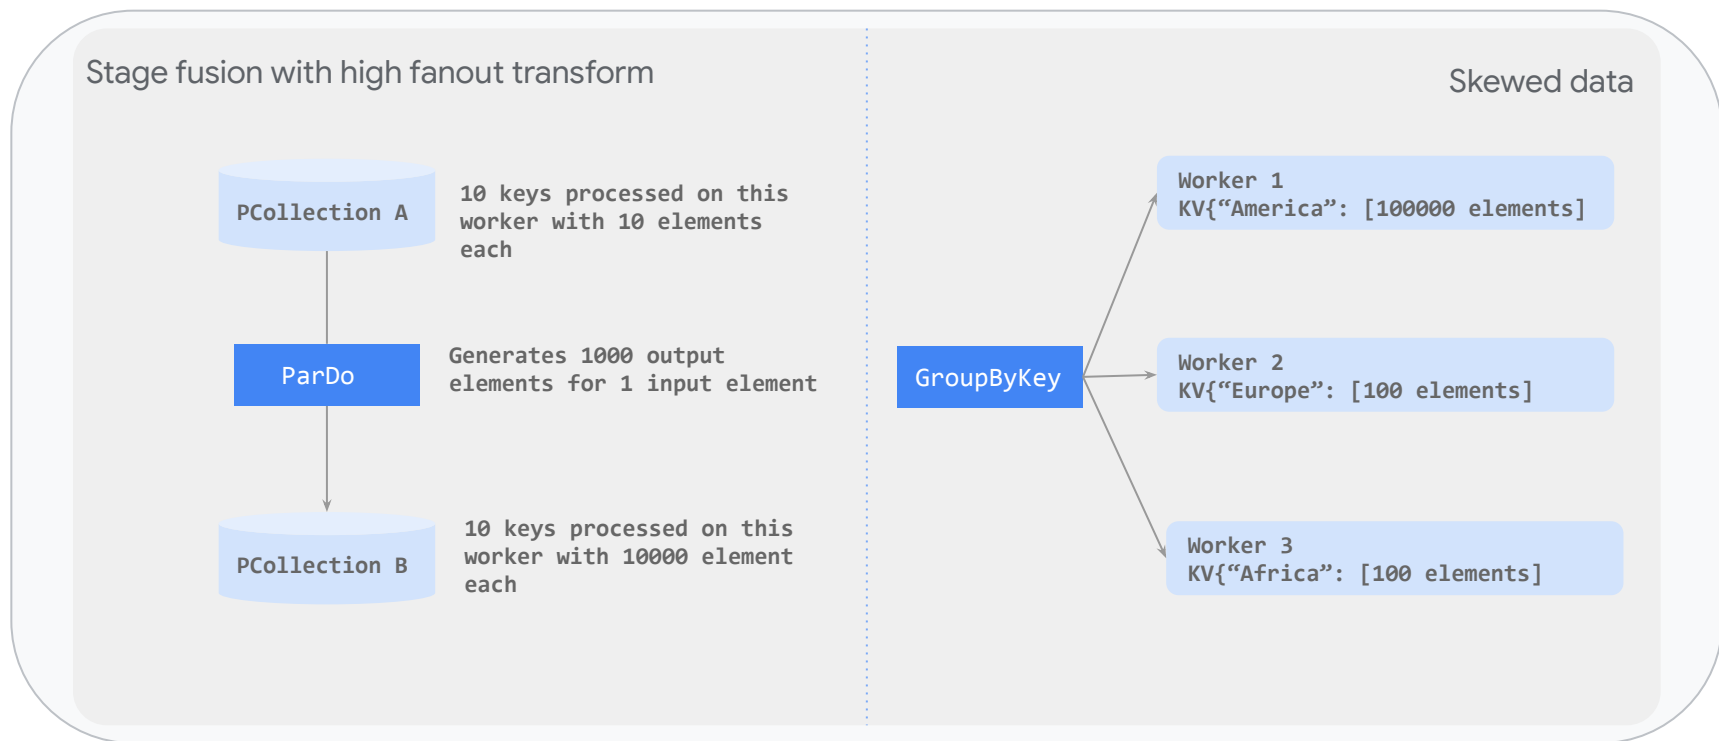 Stage fusion with high fanout transform
PCollection A
10 keys processed on this
worker with 10 elements
each
ParDo
Generates 1000 output
elements for 1 input element
PCollection B
10 keys processed on this
worker with 10000 element
each
Skewed data
GroupByKey
Worker 1
KV{“America”: [100000 elements]
Worker 2
KV{“Europe”: [100 elements]
Worker 3
KV{“Africa”: [100 elements]